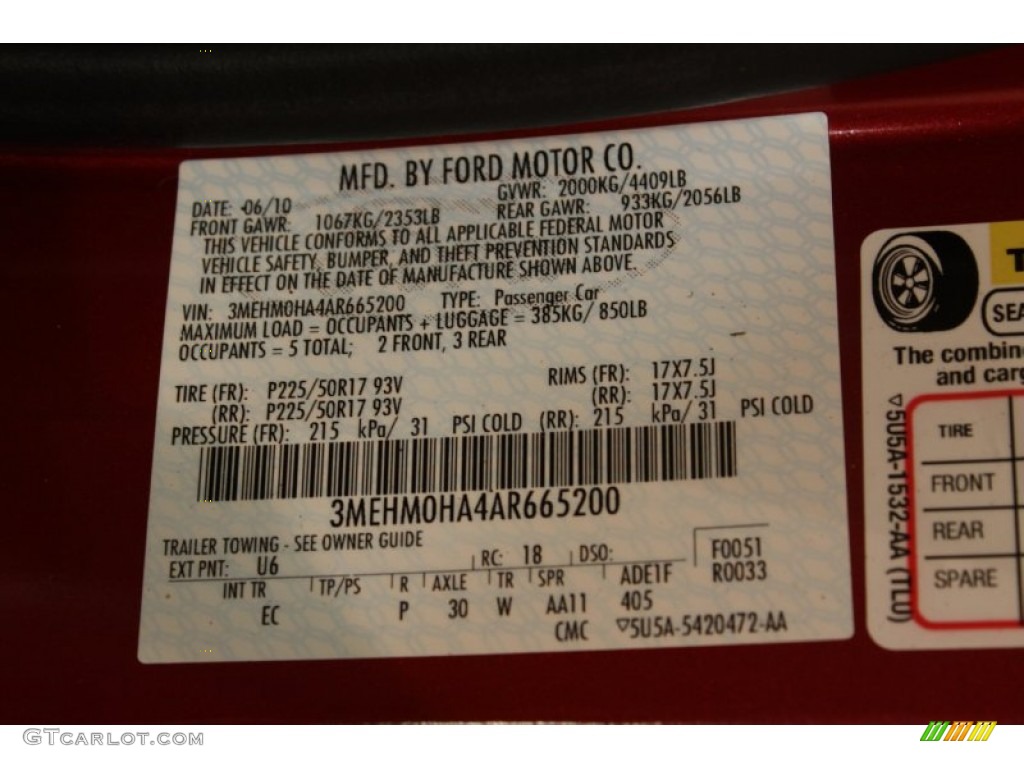 MFD. BY FORD MOTOR CO.
DATE: 06/10 GVWR: 2000KG/4409LB
FRONT GAWR: 1067KG/2353LB REAR GAWR: 933KG/2056LB
THIS VEHICLE CONFORMS TO ALL APPLICABLE FEDERAL MOTOR
VEHICLE SAFETY, BUMPER, AND THEFT PREVENTION STANDARDS
IN EFFECT ON THE DATE OF MANUFACTURE SHOWN ABOVE.
VIN: 3MEHM0HA4AR665200 TYPE: Passenger Car
MAXIMUM LOAD = OCCUPANTS + LUGGAGE = 385KG/ 850LB
OCCUPANTS = 5 TOTAL; 2 FRONT, 3 REAR
TIRE (FR): P225/50R17 93V RIMS (FR): 17X7.5J
(RR): P225/50R17 93V (RR): 17X7.5J
PRESSURE (FR): 215 kPa/ 31 PSI COLD (RR): 215 kPa/ 31 PSI COLD
3MEHM0HA4AR665200
TRAILER TOWING - SEE OWNER GUIDE
EXT PNT: U6 RC: 18 DSO: F0051
INT TR TP/PS R AXLE TR SPR ADE1F R0033
EC P 30 W AA11 405
CMC ▽5U5A-5420472-AA
SEA
The combin
and carg
TIRE
FRONT
REAR
SPARE
▽5U5A-1532-AA (TLU)
GTCARLOT.COM